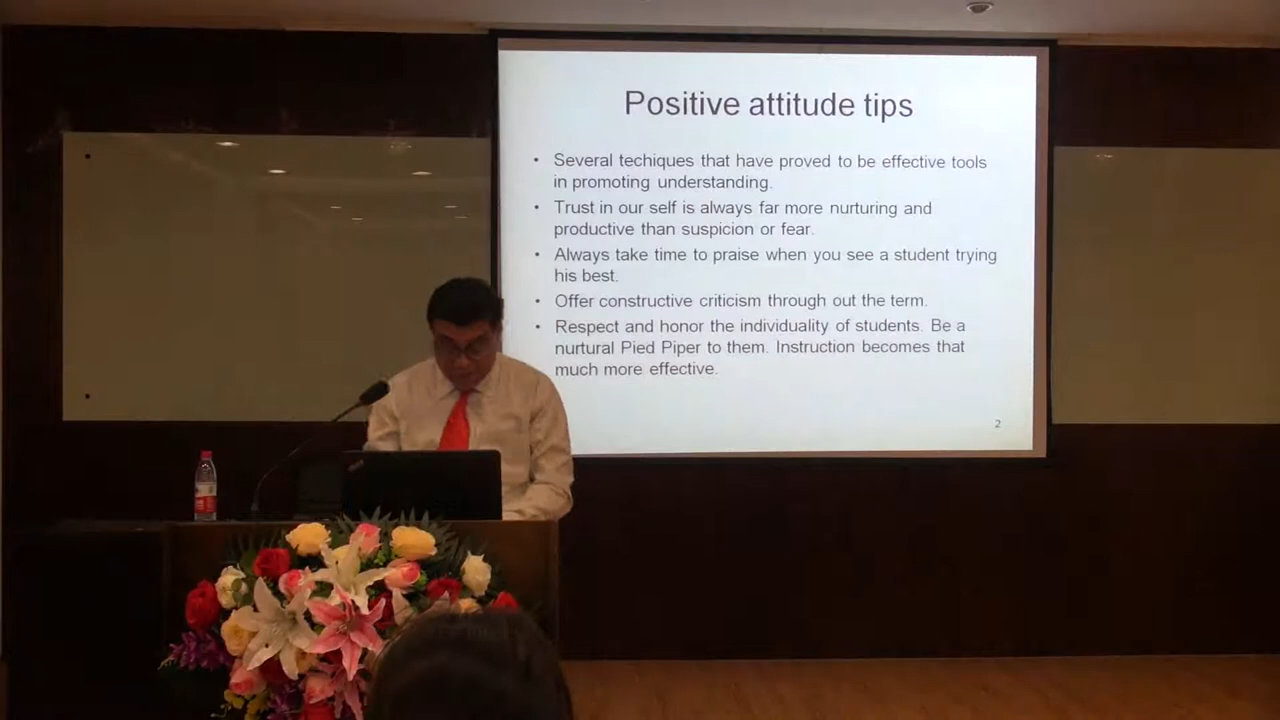 Positive attitude tips
• Several techiques that have proved to be effective tools
in promoting understanding.
• Trust in our self is always far more nurturing and
productive than suspicion or fear.
• Always take time to praise when you see a student trying
his best.
• Offer constructive criticism through out the term.
• Respect and honor the individuality of students. Be a
nurtural Pied Piper to them. Instruction becomes that
much more effective.
2